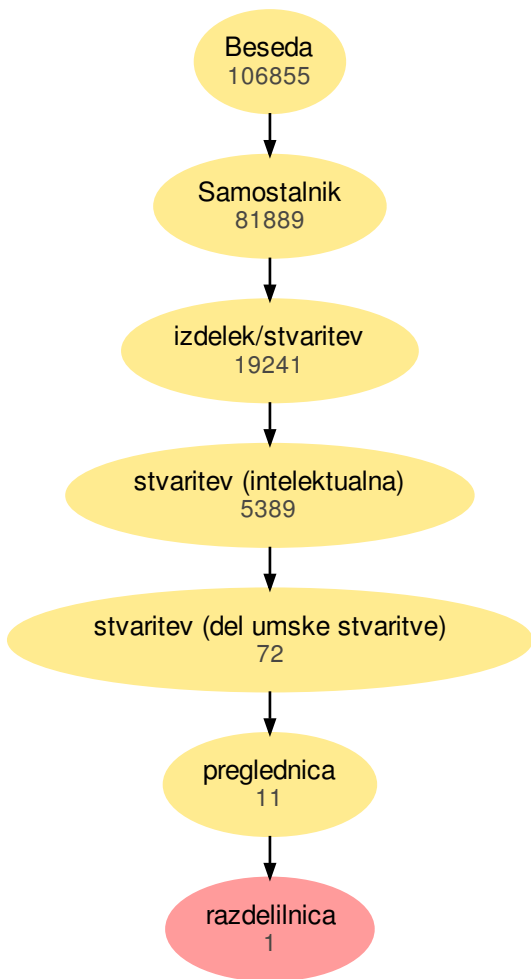 Beseda
106855
Samostalnik
81889
izdelek/stvaritev
19241
stvaritev (intelektualna)
5389
stvaritev (del umske stvaritve)
72
preglednica
11
razdelilnica
1